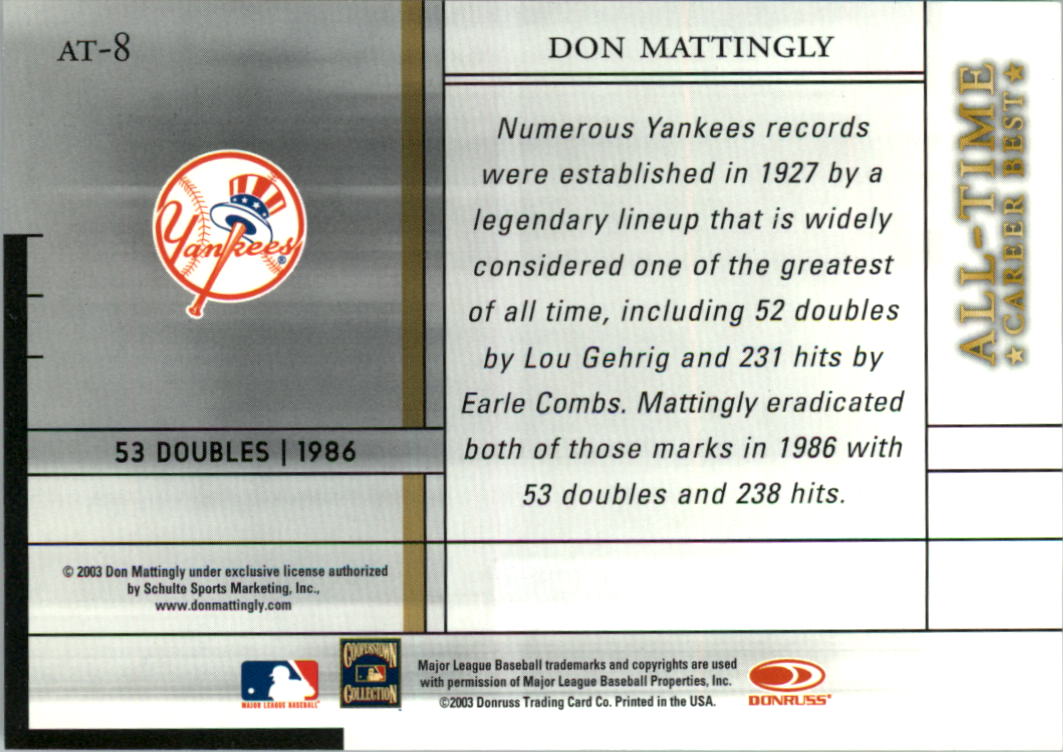 AT-8
DON MATTINGLY
Numerous Yankees records
were established in 1927 by a
legendary lineup that is widely
considered one of the greatest
of all time, including 52 doubles
by Lou Gehrig and 231 hits by
Earle Combs. Mattingly eradicated
both of those marks in 1986 with
53 doubles and 238 hits.
ALL-TIME
★CAREER BEST★
Yankees®
53 DOUBLES | 1986
© 2003 Don Mattingly under exclusive license authorized
by Schulte Sports Marketing, Inc.,
www.donmattingly.com
MAJOR LEAGUE BASEBALL
COOPERSTOWN
COLLECTION
Major League Baseball trademarks and copyrights are used
with permission of Major League Baseball Properties, Inc.
©2003 Donruss Trading Card Co. Printed in the USA.
DONRUSS®